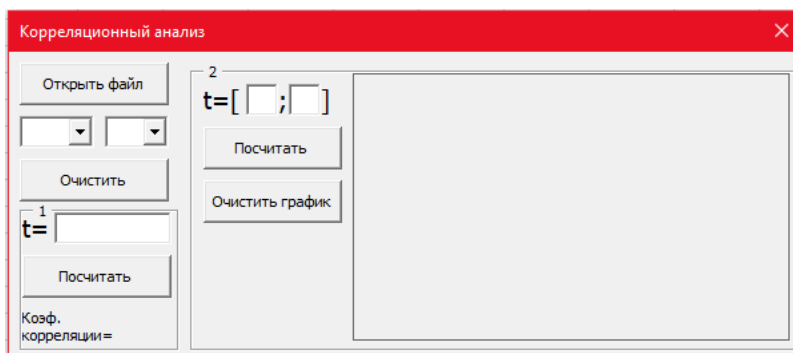 Корреляционный анализ
Открыть файл
Очистить
1
t=
Посчитать
Коэф.
корреляции=
2
t=[ ; ]
Посчитать
Очистить график